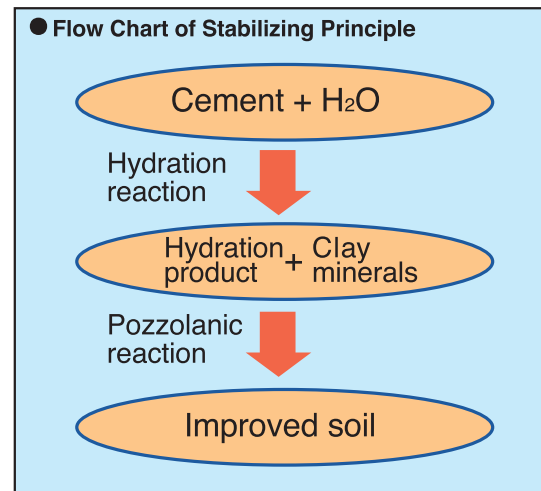 ● Flow Chart of Stabilizing Principle
Cement + H₂O
Hydration
reaction
Hydration + Clay
product minerals
Pozzolanic
reaction
Improved soil